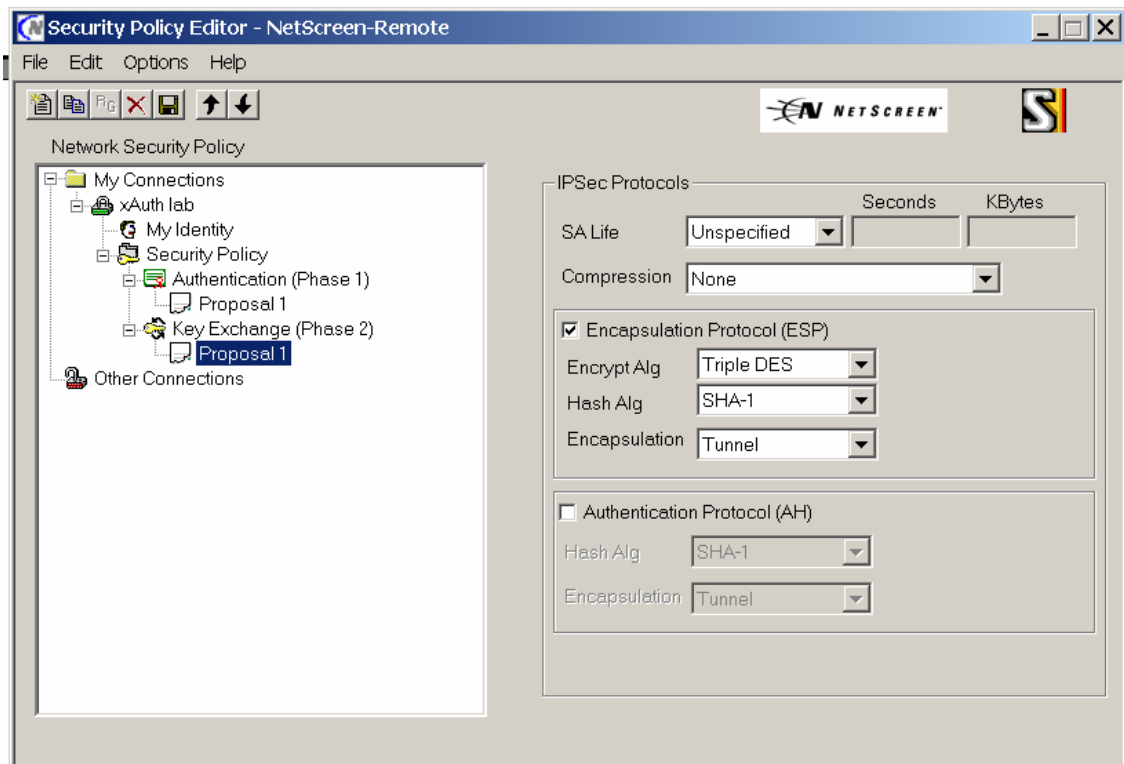 Security Policy Editor - NetScreen-Remote
File Edit Options Help
RG
NETSCREEN
Network Security Policy
My Connections
xAuth lab
My Identity
Security Policy
Authentication (Phase 1)
Proposal 1
Key Exchange (Phase 2)
Proposal 1
Other Connections
IPSec Protocols
Seconds KBytes
SA Life Unspecified
Compression None
Encapsulation Protocol (ESP)
Encrypt Alg Triple DES
Hash Alg SHA-1
Encapsulation Tunnel
Authentication Protocol (AH)
Hash Alg SHA-1
Encapsulation Tunnel